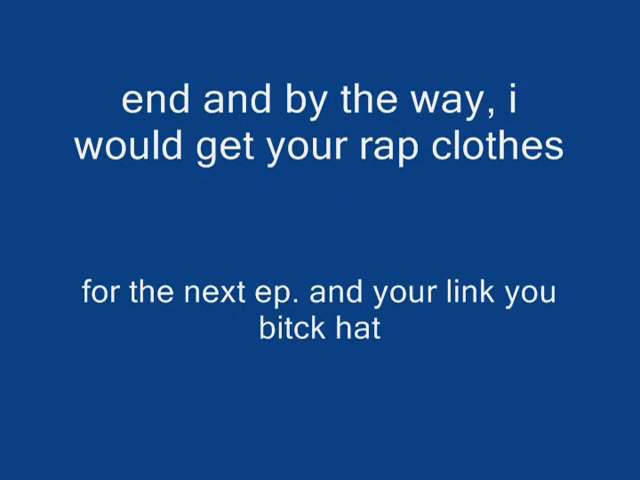 end and by the way, i
would get your rap clothes
for the next ep. and your link you
bitck hat